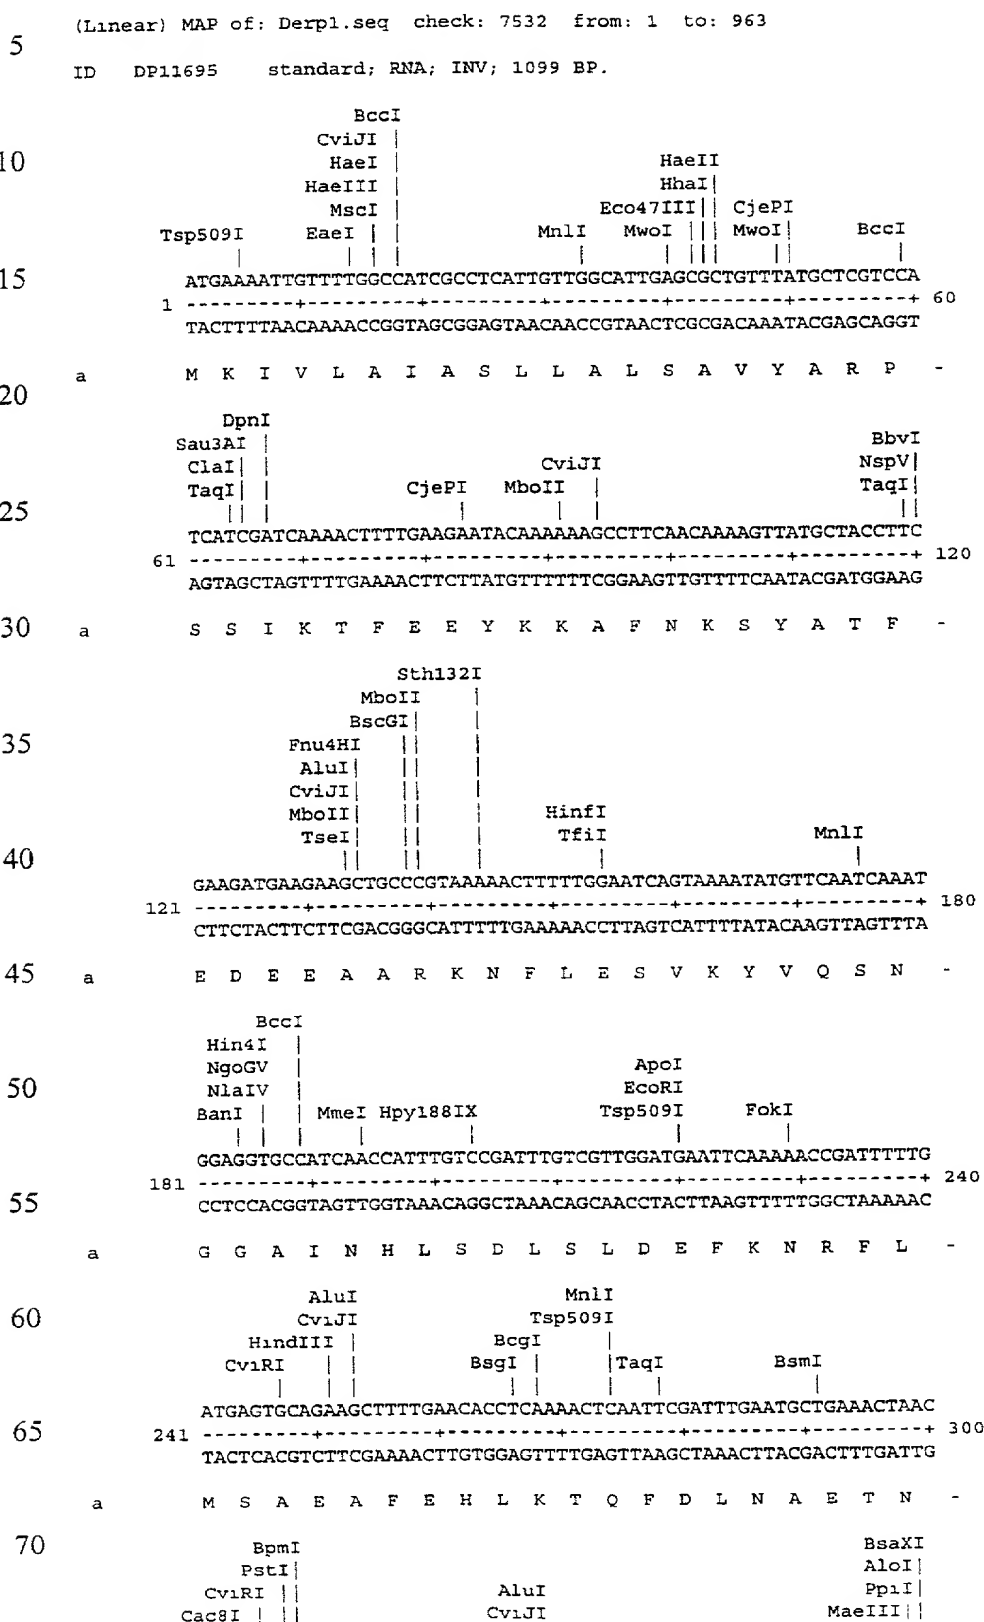 (Linear) MAP of: Derp1.seq check: 7532 from: 1 to: 963
5
ID DP11695 standard; RNA; INV; 1099 BP.
BccI
CviJI
10 HaeI HaeII
HaeIII HhaI
MscI Eco47III CjePI
Tsp509I EaeI MnlI MwoI MwoI BccI
15 ATGAAAATTGTTTTGGCCATCGCCTCATTGTTGGCATTGAGCGCTGTTTATGCTCGTCCA
1 ---------+---------+---------+---------+---------+---------+ 60
TACTTTTAACAAAACCGGTAGCGGAGTAACAACCGTAACTCGCGACAAATACGAGCAGGT
a M K I V L A I A S L L A L S A V Y A R P -
20
DpnI
Sau3AI BbvI
ClaI CviJI NspV
TaqI CjePI MboII TaqI
25
TCATCGATCAAAACTTTTGAAGAATACAAAAAAGCCTTCAACAAAAGTTATGCTACCTTC
61 ---------+---------+---------+---------+---------+---------+ 120
AGTAGCTAGTTTTGAAAACTTCTTATGTTTTTTCGGAAGTTGTTTTCAATACGATGGAAG
30 a S S I K T F E E Y K K A F N K S Y A T F -
Sth132I
MboII
BscGI
35 Fnu4HI
AluI
CviJI
MboII HinfI
TseI TfiI MnlI
40
GAAGATGAAGAAGCTGCCCGTAAAAACTTTTTGGAATCAGTAAAATATGTTCAATCAAAT
121 ---------+---------+---------+---------+---------+---------+ 180
CTTCTACTTCTTCGACGGGCATTTTTGAAAAACCTTAGTCATTTTATACAAGTTAGTTTA
45 a E D E E A A R K N F L E S V K Y V Q S N -
BccI
Hin4I
NgoGV ApoI
50 NlaIV EcoRI
BanI MmeI Hpy188IX Tsp509I FokI
GGAGGTGCCATCAACCATTTGTCCGATTTGTCGTTGGATGAATTCAAAAACCGATTTTTG
181 ---------+---------+---------+---------+---------+---------+ 240
55 CCTCCACGGTAGTTGGTAAACAGGCTAAACAGCAACCTACTTAAGTTTTTGGCTAAAAAC
a G G A I N H L S D L S L D E F K N R F L -
60 AluI MnlI
CviJI Tsp509I
HindIII BcgI
CviRI BsgI TaqI BsmI
ATGAGTGCAGAAGCTTTTGAACACCTCAAAACTCAATTCGATTTGAATGCTGAAACTAAC
65 241 ---------+---------+---------+---------+---------+---------+ 300
TACTCACGTCTTCGAAAACTTGTGGAGTTTTGAGTTAAGCTAAACTTACGACTTTGATTG
a M S A E A F E H L K T Q F D L N A E T N -
70 BpmI BsaXI
PstI AloI
CviRI AluI PpiI
Cac8I CviJI MaeIII